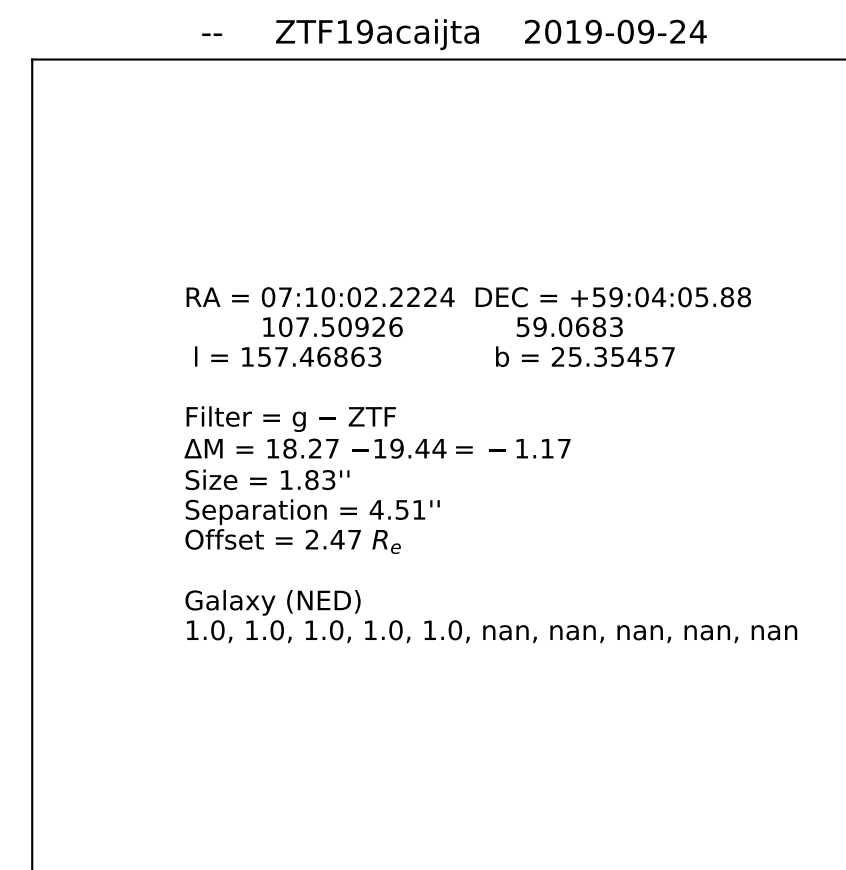 -- ZTF19acaijta 2019-09-24
RA = 07:10:02.2224 DEC = +59:04:05.88
107.50926 59.0683
l = 157.46863 b = 25.35457
Filter = g − ZTF
ΔM = 18.27 −19.44 = − 1.17
Size = 1.83''
Separation = 4.51''
Offset = 2.47 Rₑ
Galaxy (NED)
1.0, 1.0, 1.0, 1.0, 1.0, nan, nan, nan, nan, nan